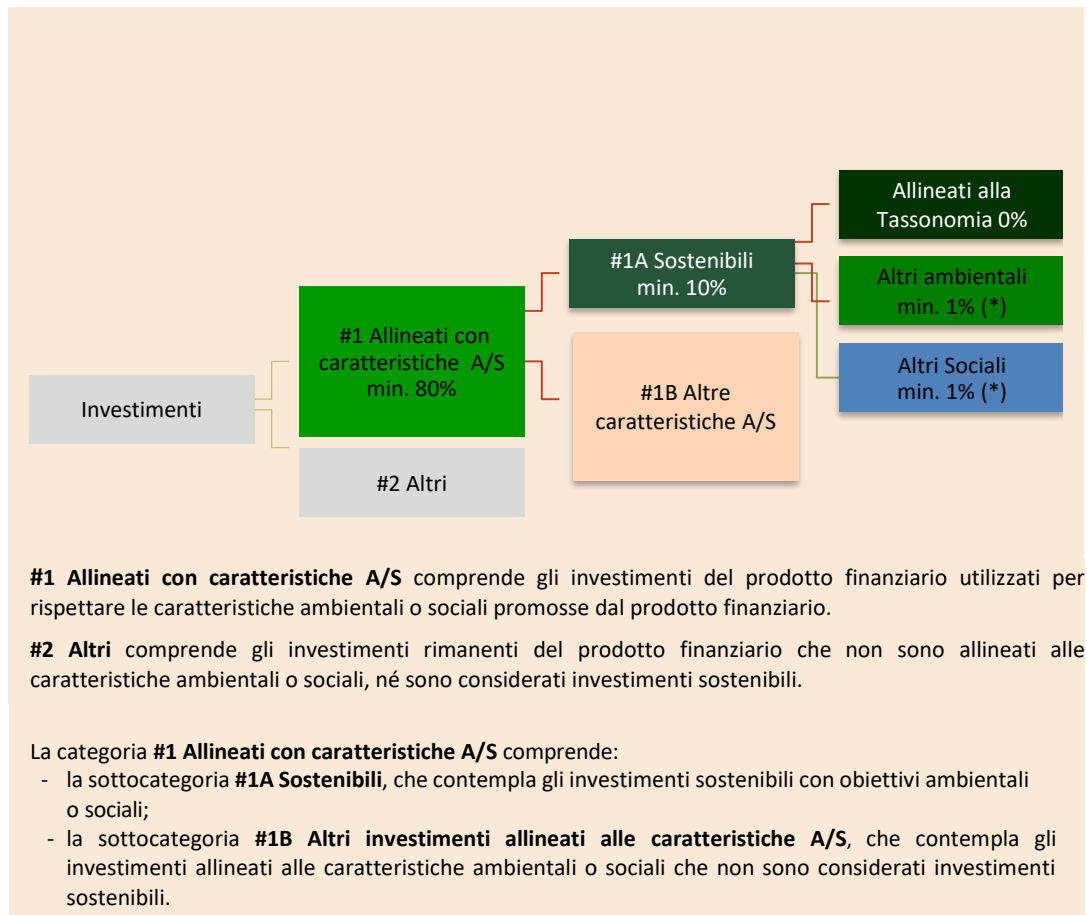 Allineati alla
Tassonomia 0%
#1A Sostenibili
min. 10%
Altri ambientali
min. 1% (*)
#1 Allineati con
caratteristiche A/S
min. 80%
Altri Sociali
min. 1% (*)
#1B Altre
caratteristiche A/S
Investimenti
#2 Altri
#1 Allineati con caratteristiche A/S comprende gli investimenti del prodotto finanziario utilizzati per
rispettare le caratteristiche ambientali o sociali promosse dal prodotto finanziario.
#2 Altri comprende gli investimenti rimanenti del prodotto finanziario che non sono allineati alle
caratteristiche ambientali o sociali, né sono considerati investimenti sostenibili.
La categoria #1 Allineati con caratteristiche A/S comprende:
- la sottocategoria #1A Sostenibili, che contempla gli investimenti sostenibili con obiettivi ambientali
o sociali;
- la sottocategoria #1B Altri investimenti allineati alle caratteristiche A/S, che contempla gli
investimenti allineati alle caratteristiche ambientali o sociali che non sono considerati investimenti
sostenibili.